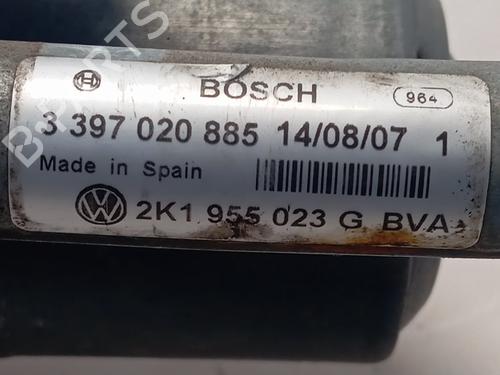 BOSCH 964
3 397 020 885 14/08/07 1
Made in Spain
2K1 955 023 G BVA
B-PARTS